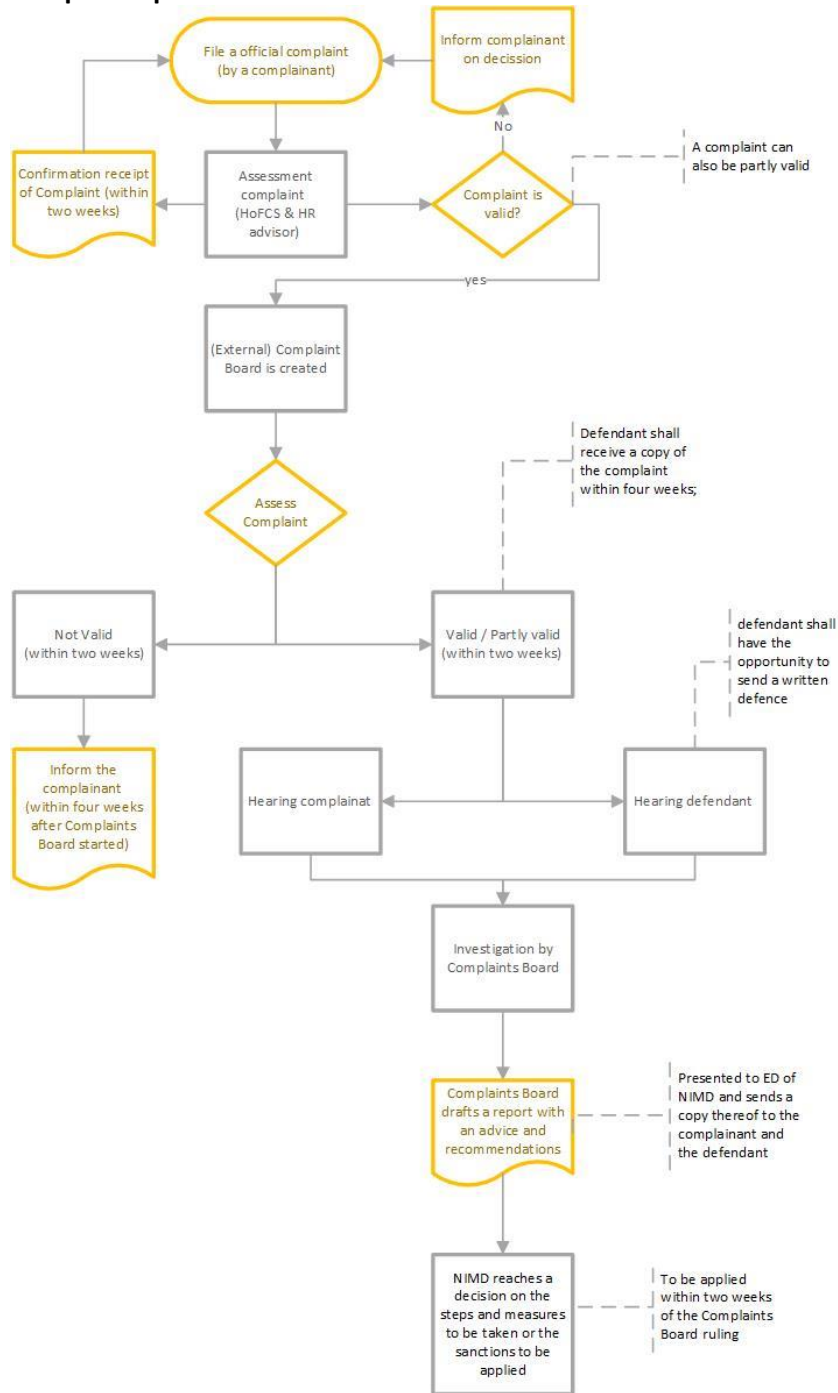 File a official complaint
(by a complainant)
Inform complainant
on decission
No
A complaint can
also be partly valid
Confirmation receipt
of Complaint (within
two weeks)
Assessment
complaint
(HoFCS & HR
advisor)
Complaint is
valid?
yes
(External) Complaint
Board is created
Defendant shall
receive a copy of
the complaint
within four weeks;
Assess
Complaint
Not Valid
(within two weeks)
Valid / Partly valid
(within two weeks)
defendant shall
have the
opportunity to
send a written
defence
Inform the
complainant
(within four weeks
after Complaints
Board started)
Hearing complainat
Hearing defendant
Investigation by
Complaints Board
Complaints Board
drafts a report with
an advice and
recommendations
Presented to ED of
NIMD and sends a
copy thereof to the
complainant and
the defendant
NIMD reaches a
decision on the
steps and measures
to be taken or the
sanctions to be
applied
To be applied
within two weeks
of the Complaints
Board ruling